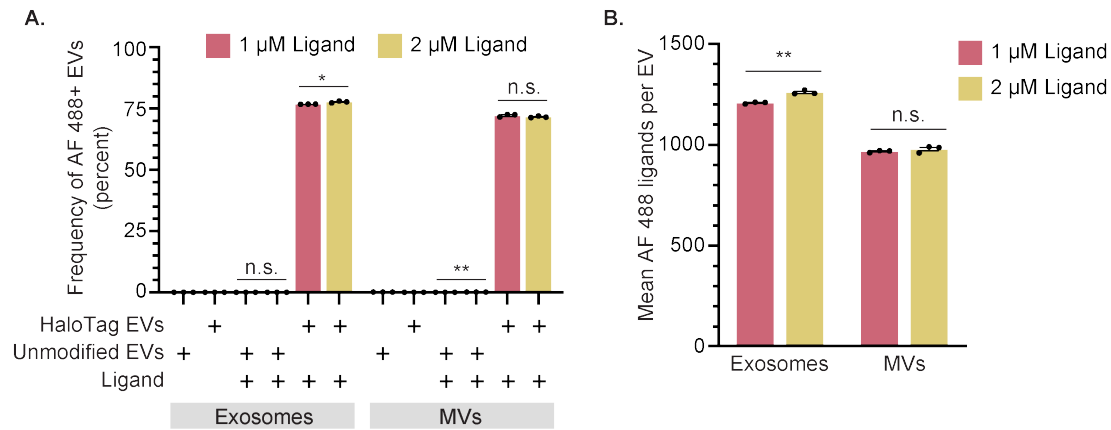 A.
1 µM Ligand 2 µM Ligand
Frequency of AF 488+ EVs
(percent)
100
75
50
25
0
n.s.
*
**
n.s.
HaloTag EVs + + + + + +
Unmodified EVs + + + + + +
Ligand + + + + + + + +
Exosomes MVs
B.
1 µM Ligand
2 µM Ligand
Mean AF 488 ligands per EV
1500
1000
500
0
**
n.s.
Exosomes MVs